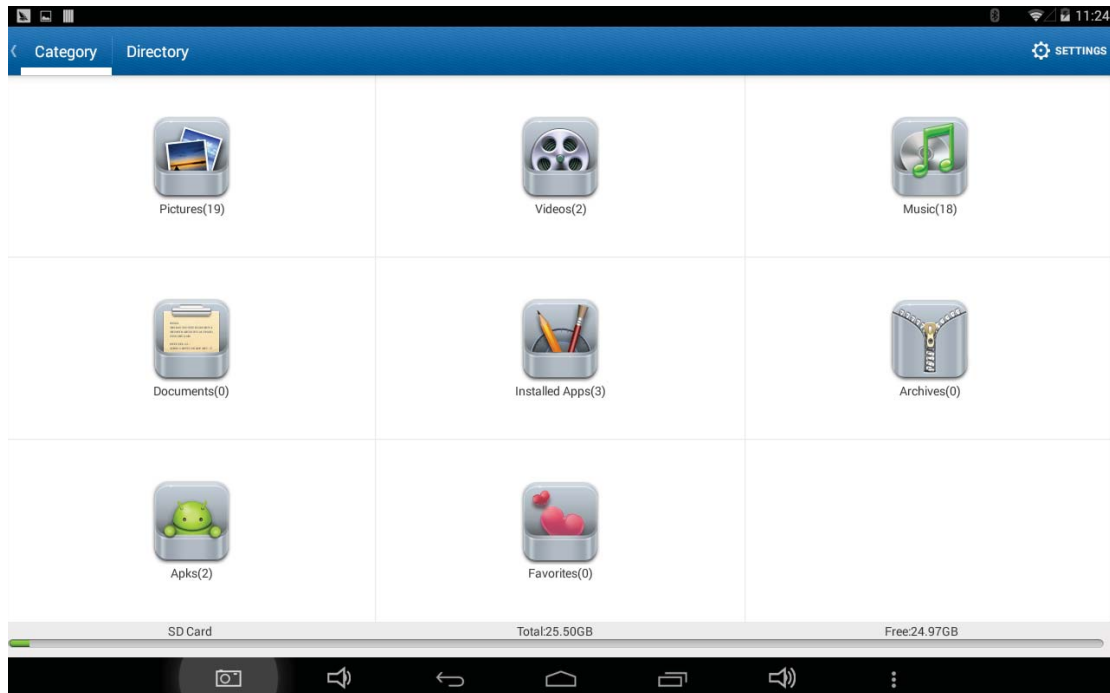 11:24
Category Directory SETTINGS
Pictures(19) Videos(2) Music(18)
Documents(0) Installed Apps(3) Archives(0)
Apks(2) Favorites(0)
SD Card Total:25.50GB Free:24.97GB